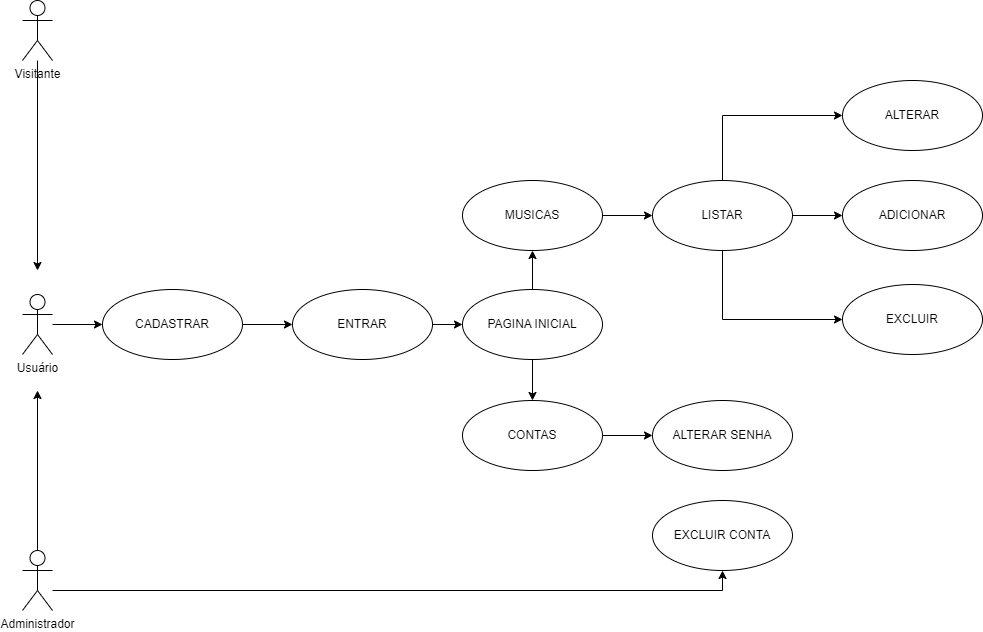 Visitante
ALTERAR
MUSICAS
LISTAR
ADICIONAR
CADASTRAR
ENTRAR
PAGINA INICIAL
EXCLUIR
Usuário
CONTAS
ALTERAR SENHA
EXCLUIR CONTA
Administrador